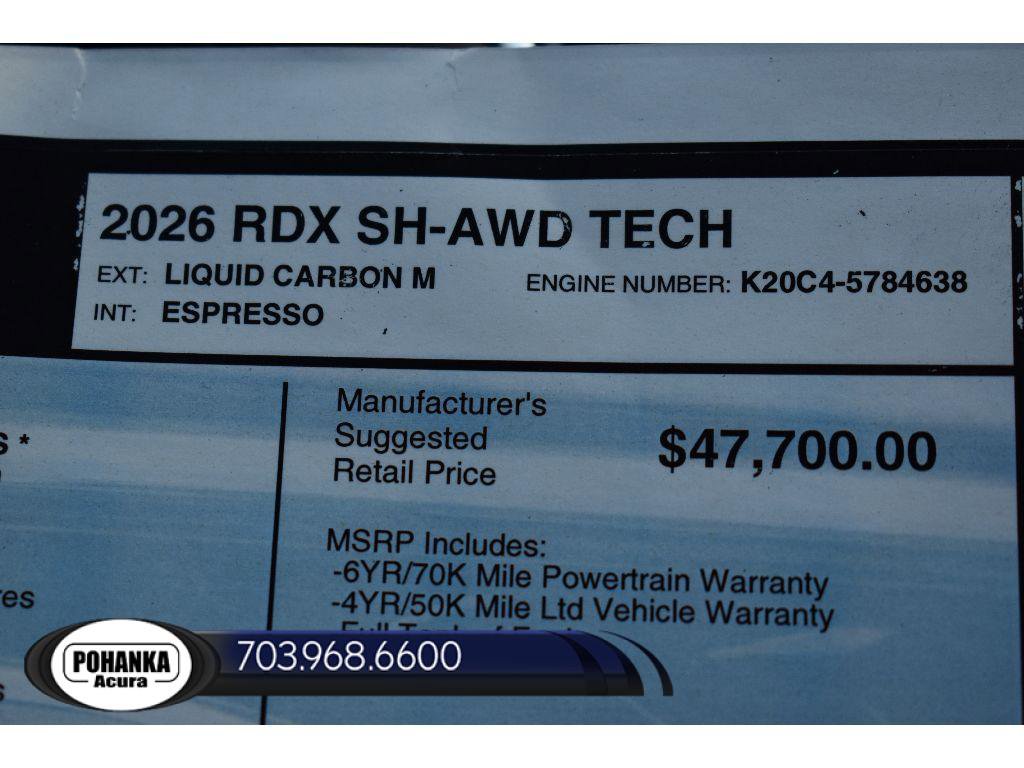 2026 RDX SH-AWD TECH
EXT: LIQUID CARBON M
ENGINE NUMBER: K20C4-5784638
INT: ESPRESSO
Manufacturer's
Suggested
Retail Price
$47,700.00
MSRP Includes:
-6YR/70K Mile Powertrain Warranty
-4YR/50K Mile Ltd Vehicle Warranty
POHANKA
Acura
703.968.6600